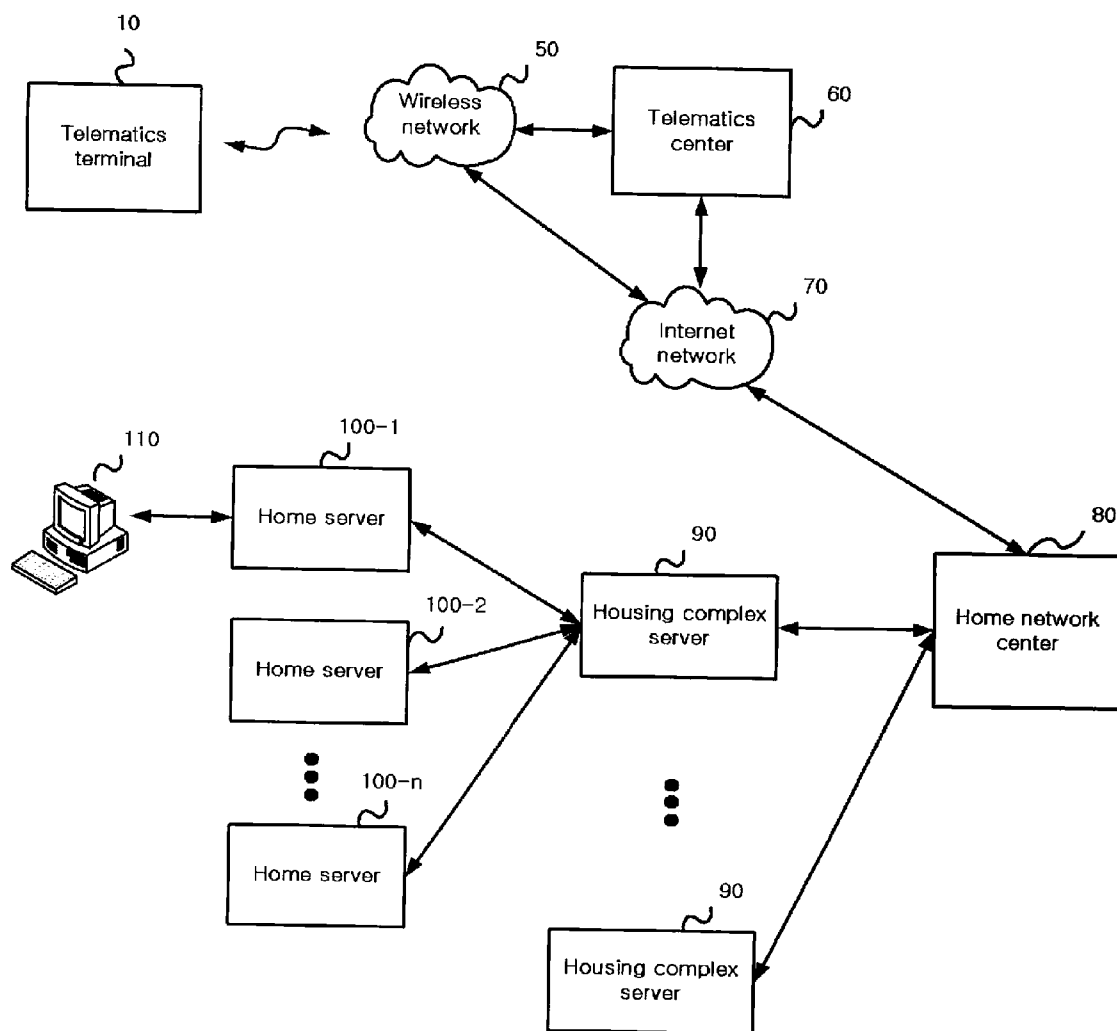 10
Telematics
terminal
50
Wireless
network
60
Telematics
center
70
Internet
network
110
100-1
Home server
90
Housing complex
server
80
Home network
center
100-2
Home server
100-n
Home server
90
Housing complex
server